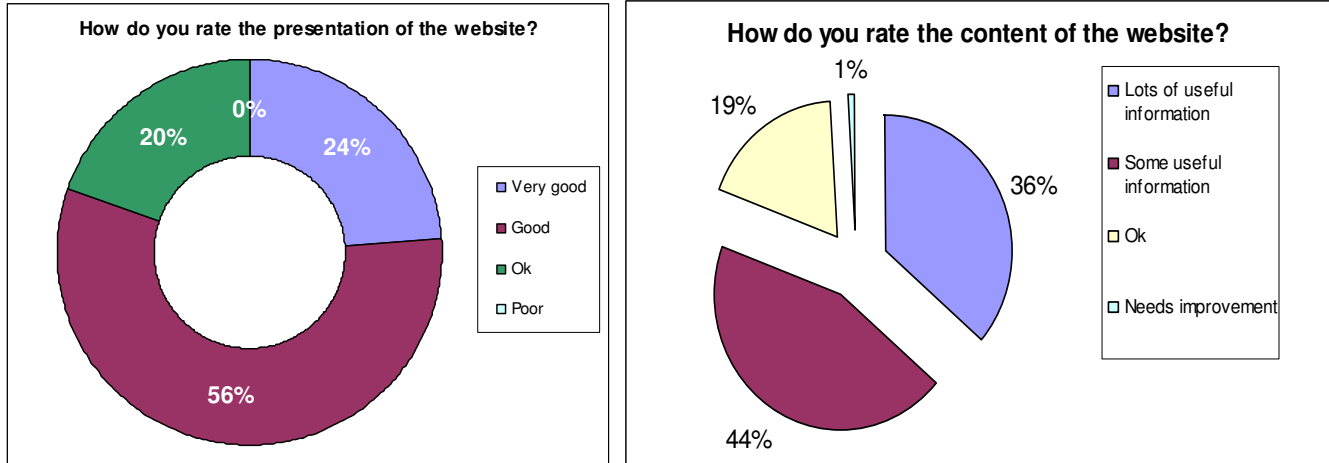 How do you rate the presentation of the website?
0%
24%
20%
56%
Very good
Good
Ok
Poor
How do you rate the content of the website?
1%
19%
36%
44%
Lots of useful
information
Some useful
information
Ok
Needs improvement